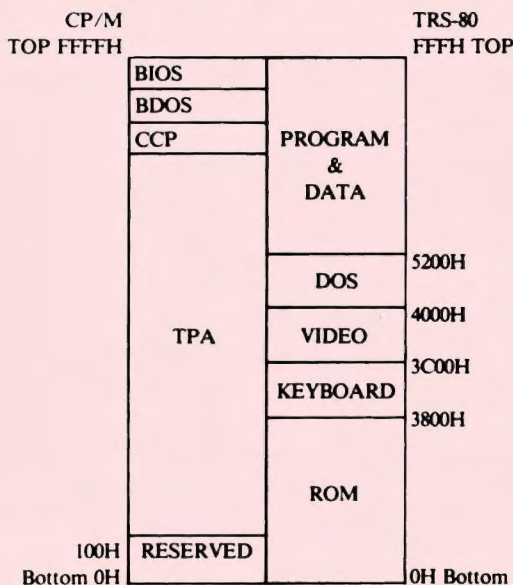 CP/M
TOP FFFFH
TRS-80
FFFH TOP
BIOS
BDOS
CCP
PROGRAM
&
DATA
5200H
DOS
4000H
TPA
VIDEO
3C00H
KEYBOARD
3800H
ROM
100H
RESERVED
Bottom 0H
0H Bottom